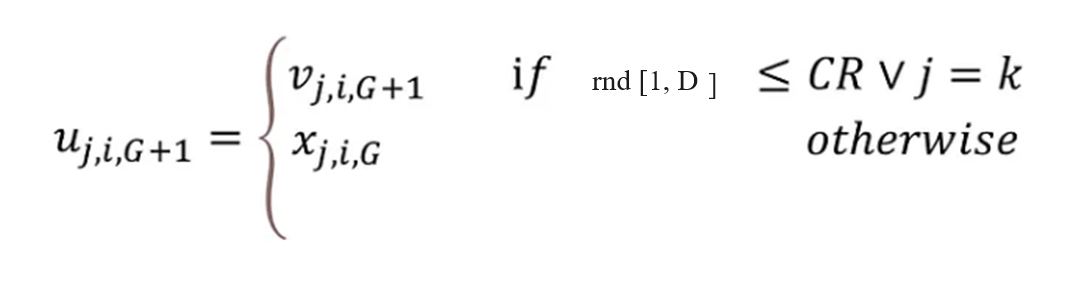 u_{j,i,G+1} = { v_{j,i,G+1} if rnd [1, D ] ≤ CR ∨ j = k
x_{j,i,G} otherwise